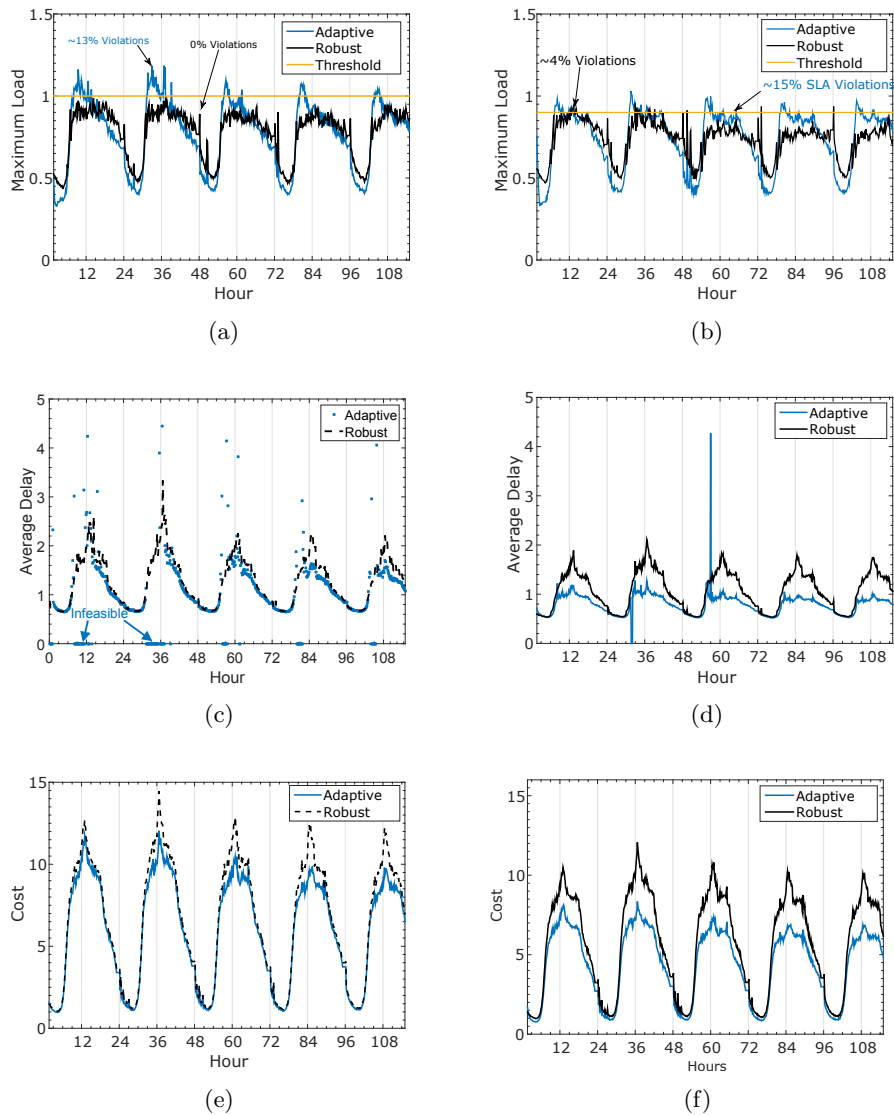 ~13% Violations
0% Violations
Adaptive
Robust
Threshold
1.5
1
0.5
0
Maximum Load
12 24 36 48 60 72 84 96 108
Hour
(a)
~4% Violations
~15% SLA Violations
Adaptive
Robust
Threshold
1.5
1
0.5
0
Maximum Load
12 24 36 48 60 72 84 96 108
Hour
(b)
Adaptive
Robust
5
4
3
2
1
0
Average Delay
Infeasible
0 12 24 36 48 60 72 84 96 108
Hour
(c)
Adaptive
Robust
5
4
3
2
1
0
Average Delay
12 24 36 48 60 72 84 96 108
Hour
(d)
Adaptive
Robust
15
10
5
0
Cost
12 24 36 48 60 72 84 96 108
Hour
(e)
Adaptive
Robust
15
10
5
0
Cost
12 24 36 48 60 72 84 96 108
Hours
(f)